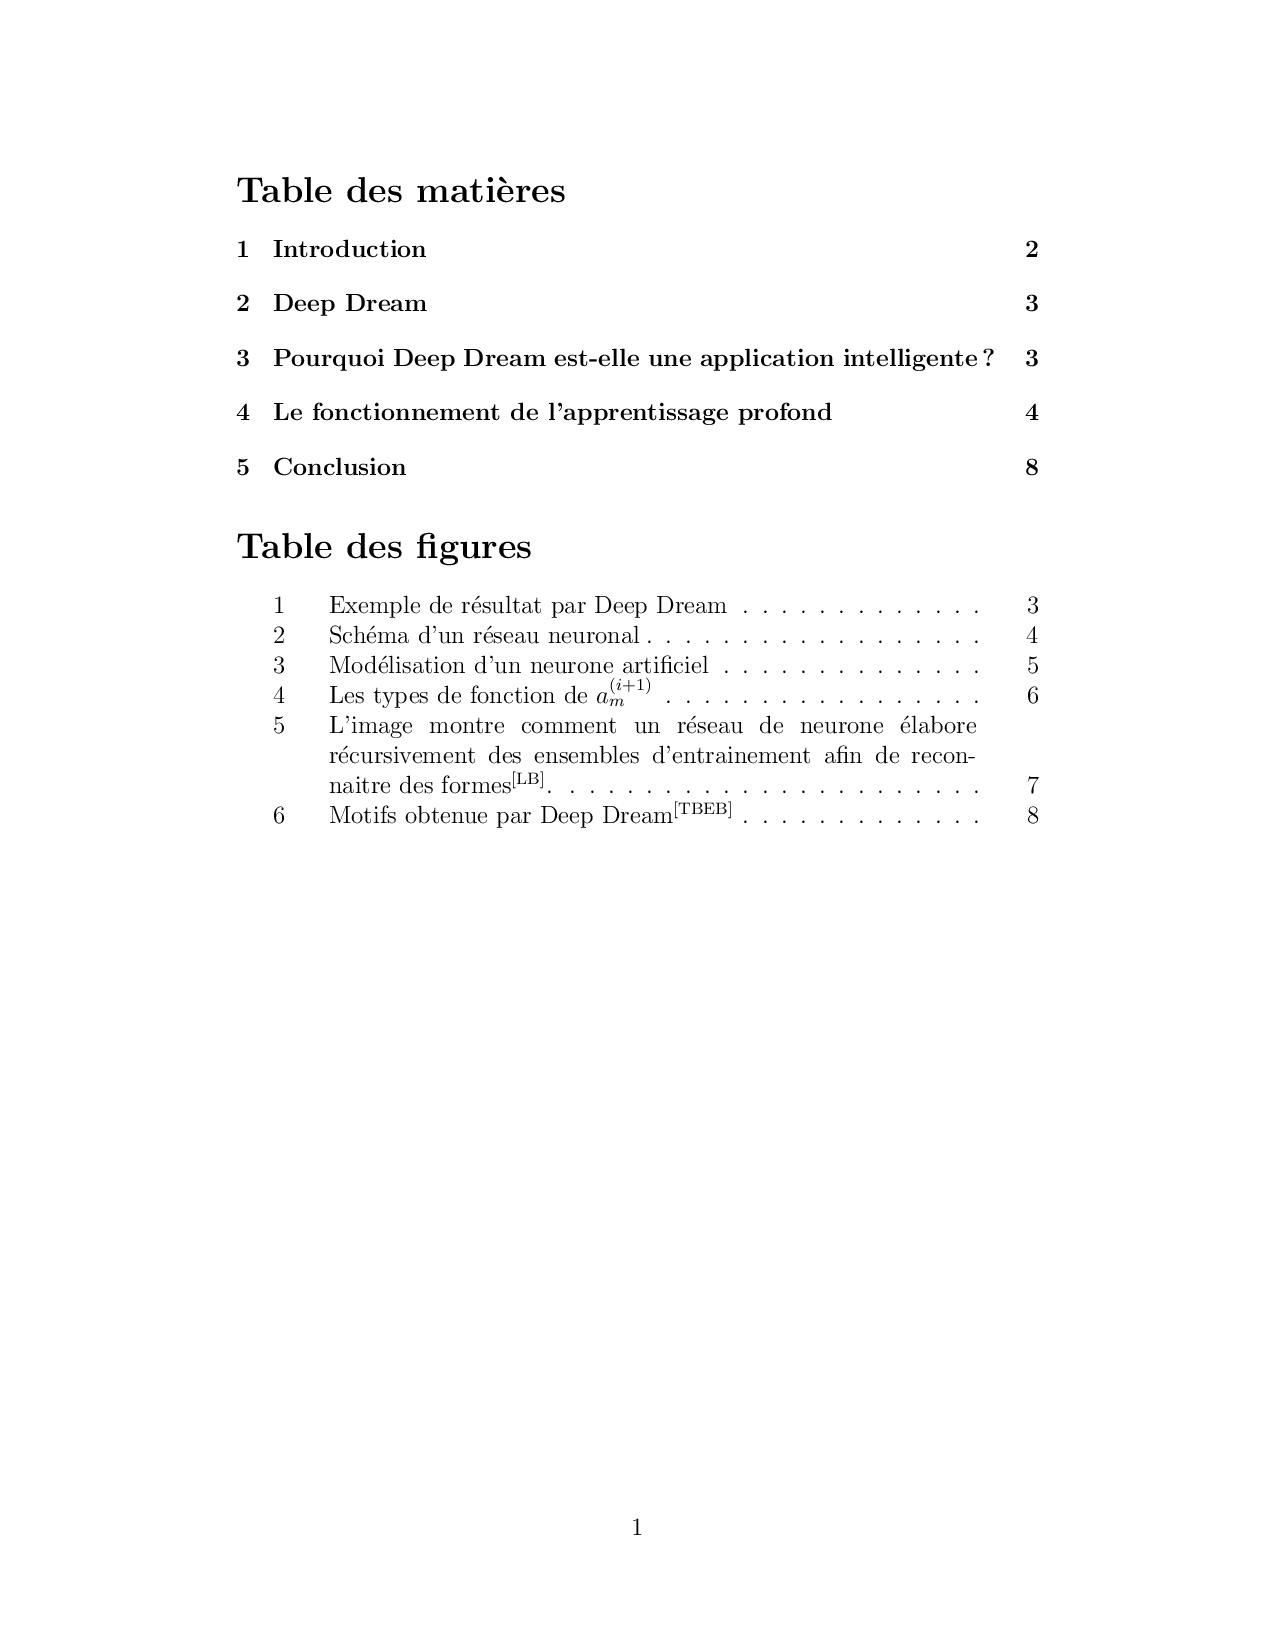 Table des matières
1 Introduction 2
2 Deep Dream 3
3 Pourquoi Deep Dream est-elle une application intelligente ? 3
4 Le fonctionnement de l'apprentissage profond 4
5 Conclusion 8
Table des figures
1 Exemple de résultat par Deep Dream . . . . . . . . . . . . . 3
2 Schéma d'un réseau neuronal . . . . . . . . . . . . . . . . . . 4
3 Modélisation d'un neurone artificiel . . . . . . . . . . . . . . 5
4 Les types de fonction de $a_m^{(i+1)}$ . . . . . . . . . . . . . . . . . 6
5 L'image montre comment un réseau de neurone élabore
récursivement des ensembles d'entrainement afin de recon-
naitre des formes[LB]. . . . . . . . . . . . . . . . . . . . . . . 7
6 Motifs obtenue par Deep Dream[TBEB] . . . . . . . . . . . . . 8
1